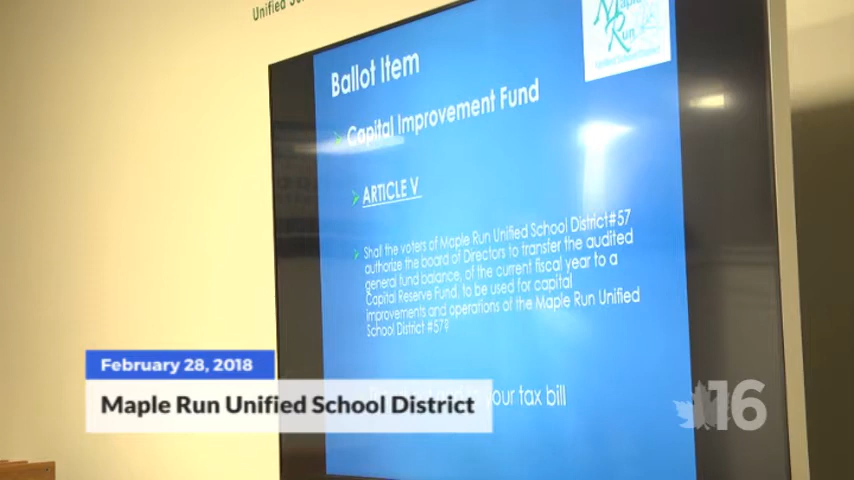 Unified
Maple
Run
Unified School District
Ballot Item
Capital Improvement Fund
ARTICLE V
Shall the voters of Maple Run Unified School District#57
authorize the board of Directors to transfer the audited
general fund balance, of the current fiscal year to a
Capital Reserve Fund, to be used for capital
improvements and operations of the Maple Run Unified
School District #57?
your tax bill
February 28, 2018
Maple Run Unified School District
16